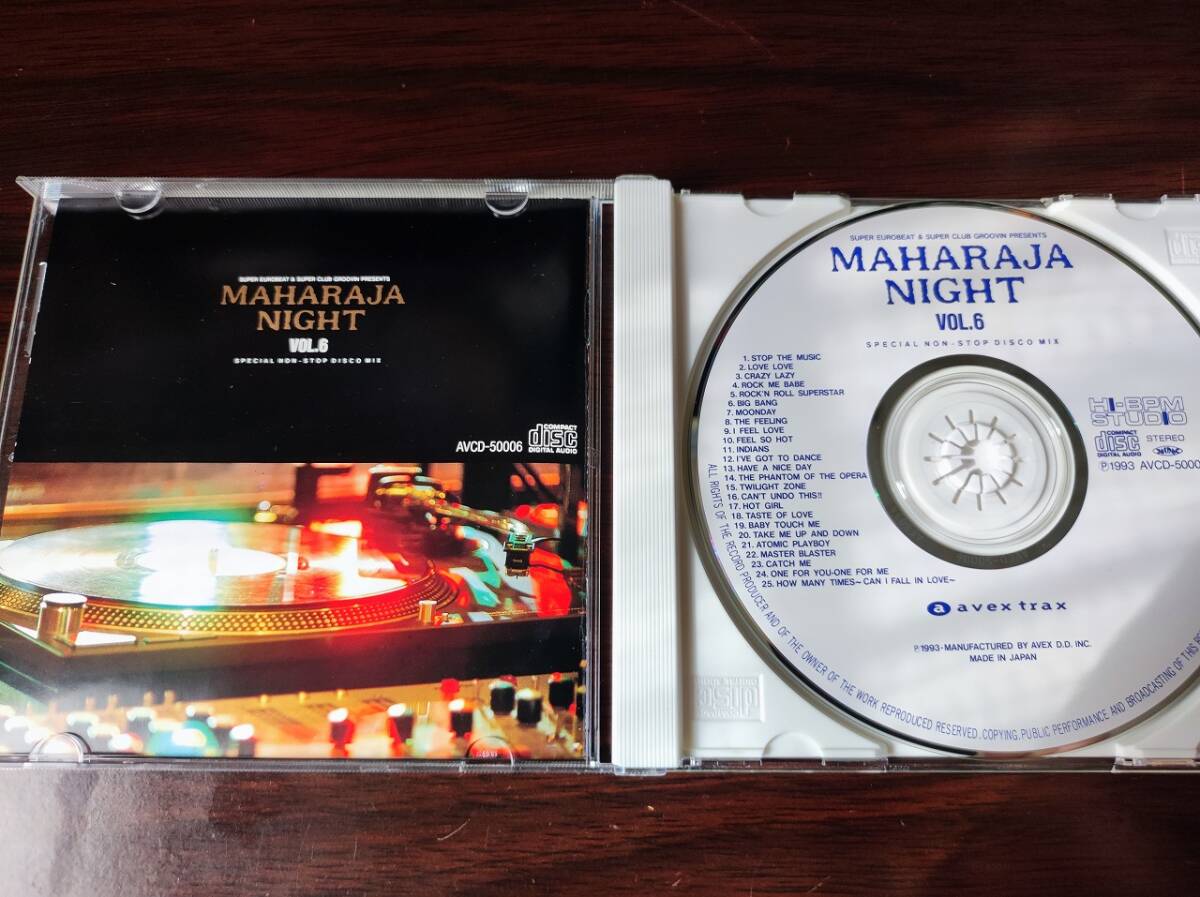 SUPER EUROBEAT & SUPER CLUB GROOVIN PRESENTS
MAHARAJA
NIGHT
VOL.6
SPECIAL NON-STOP DISCO MIX
AVCD-50006
COMPACT
disc
DIGITAL AUDIO
SUPER EUROBEAT & SUPER CLUB GROOVIN PRESENTS
MAHARAJA
NIGHT
VOL.6
SPECIAL NON-STOP DISCO MIX
1. STOP THE MUSIC
2. LOVE LOVE
3. CRAZY LAZY
4. ROCK ME BABE
5. ROCK'N ROLL SUPERSTAR
6. BIG BANG
7. MOONDAY
8. THE FEELING
9. I FEEL LOVE
10. FEEL SO HOT
11. INDIANS
12. I'VE GOT TO DANCE
13. HAVE A NICE DAY
14. THE PHANTOM OF THE OPERA
15. TWILIGHT ZONE
16. CAN'T UNDO THIS!!
17. HOT GIRL
18. TASTE OF LOVE
19. BABY TOUCH ME
20. TAKE ME UP AND DOWN
21. ATOMIC PLAYBOY
22. MASTER BLASTER
23. CATCH ME
24. ONE FOR YOU-ONE FOR ME
25. HOW MANY TIMES~CAN I FALL IN LOVE~
HI-BPM
STUDIO
COMPACT
disc
DIGITAL AUDIO
STEREO
Ⓟ1993 AVCD-5000
a avex trax
Ⓟ1993·MANUFACTURED BY AVEX D.D. INC.
MADE IN JAPAN
ALL RIGHTS OF THE RECORD PRODUCER AND OF THE OWNER OF THE WORK REPRODUCED RESERVED. COPYING, PUBLIC PERFORMANCE AND BROADCASTING OF THIS